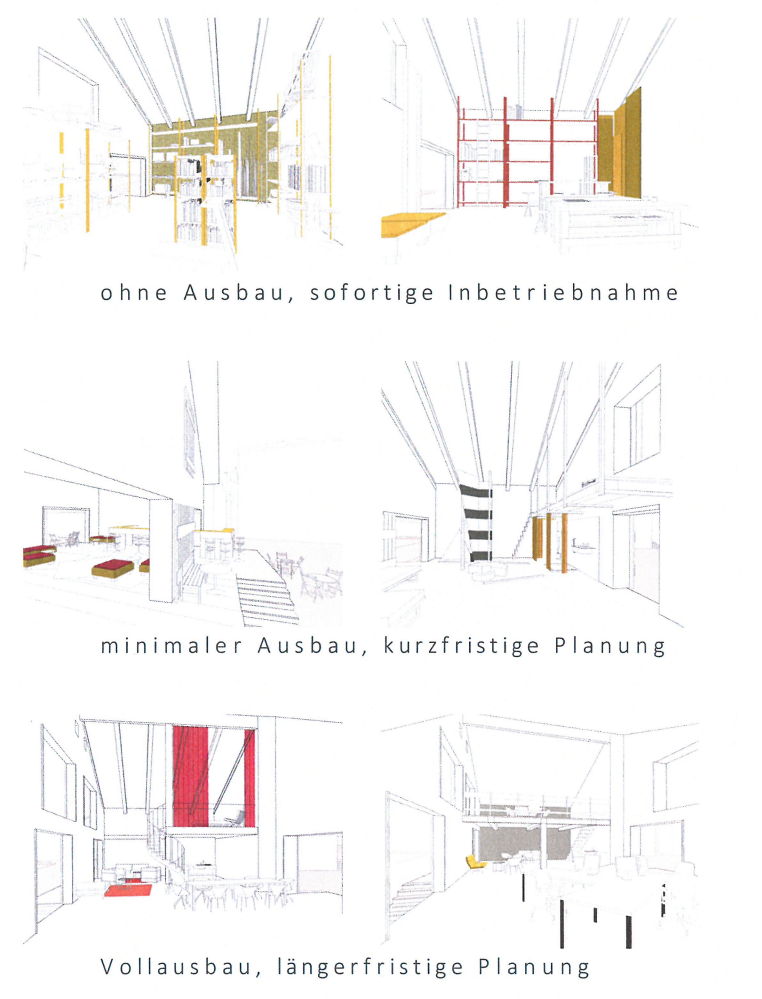 ohne Ausbau, sofortige Inbetriebnahme
minimaler Ausbau, kurzfristige Planung
Vollausbau, längerfristige Planung